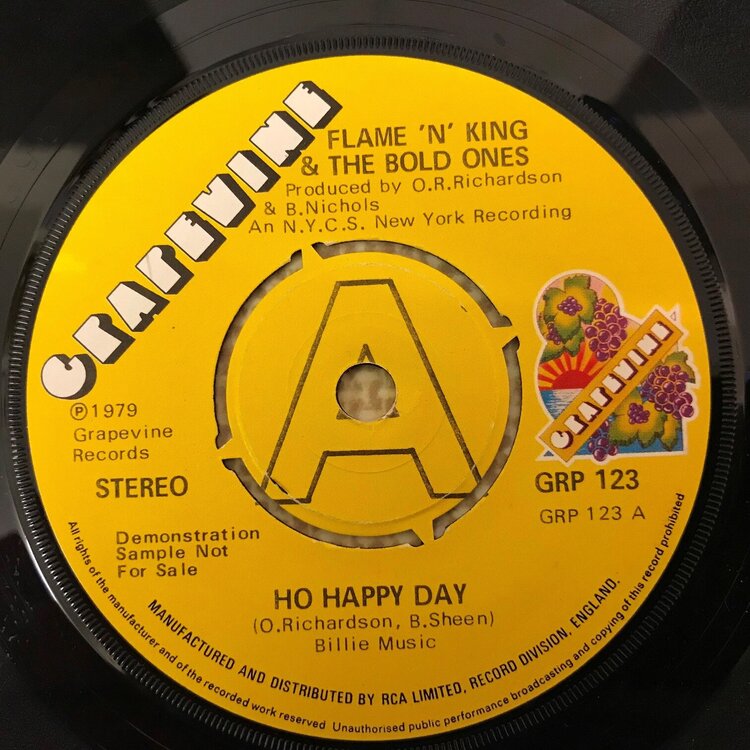 GRAPEVINE
FLAME 'N' KING
& THE BOLD ONES
Produced by O.R.Richardson
& B.Nichols
An N.Y.C.S. New York Recording
A
GRAPEVINE
℗1979
Grapevine
Records
STEREO
GRP 123
GRP 123 A
Demonstration
Sample Not
For Sale
HO HAPPY DAY
(O.Richardson, B.Sheen)
Billie Music
MANUFACTURED AND DISTRIBUTED BY RCA LIMITED, RECORD DIVISION, ENGLAND.
All rights of the manufacturer and of the recorded work reserved Unauthorised public performance broadcasting and copying of this record prohibited